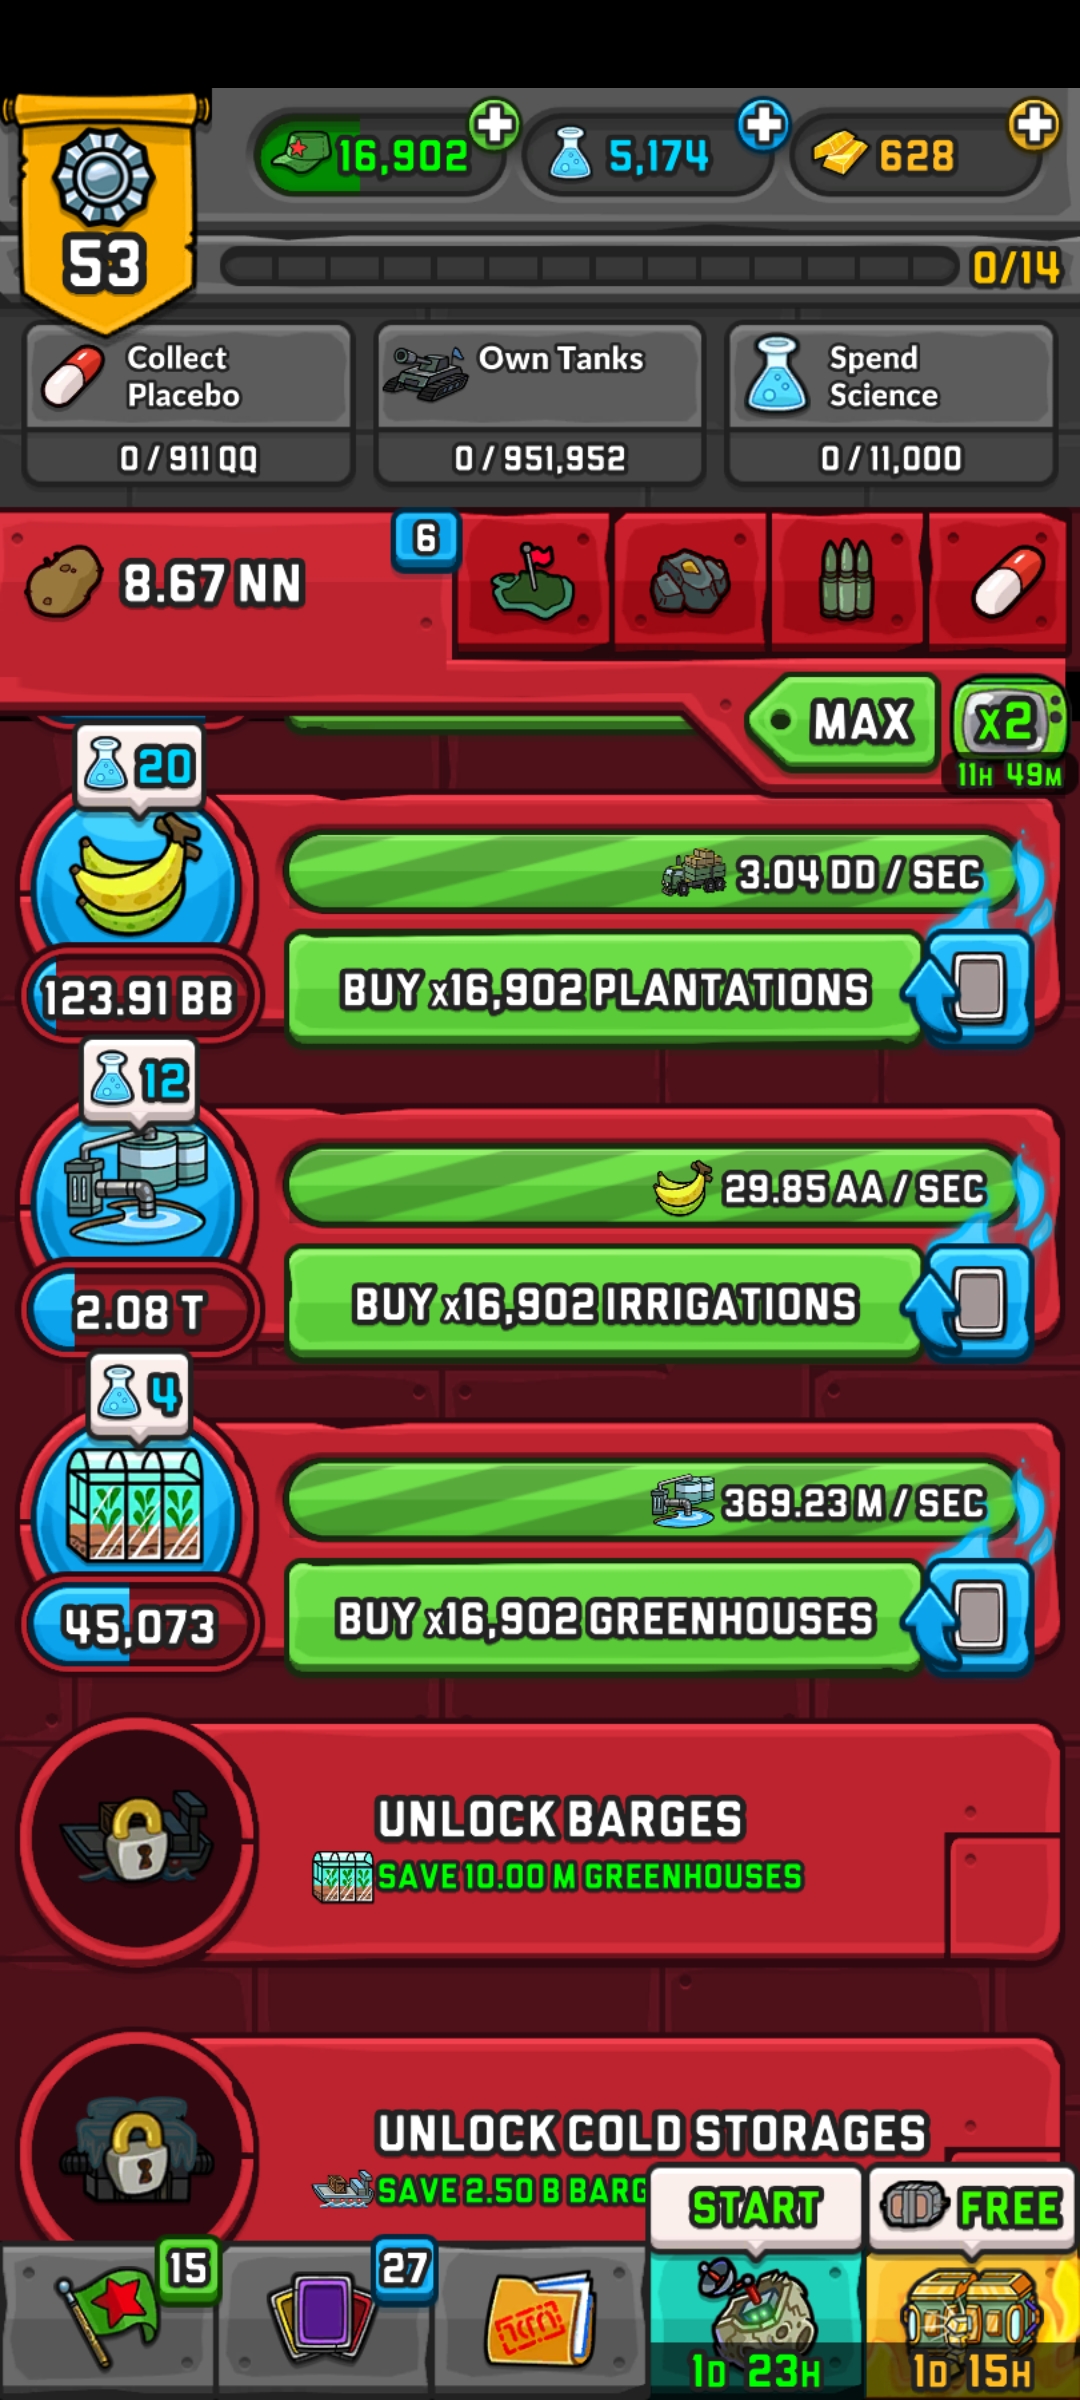 53
16,902
5,174
628
0/14
Collect
Placebo
0 / 911 QQ
Own Tanks
0 / 951,952
Spend
Science
0 / 11,000
8.67 NN
6
MAX
x2
11H 49M
20
3.04 DD / SEC
123.91 BB
BUY x16,902 PLANTATIONS
12
29.85 AA / SEC
2.08 T
BUY x16,902 IRRIGATIONS
4
369.23 M / SEC
45,073
BUY x16,902 GREENHOUSES
UNLOCK BARGES
SAVE 10.00 M GREENHOUSES
UNLOCK COLD STORAGES
SAVE 2.50 B BARG
START
FREE
15
27
1D 23H
1D 15H